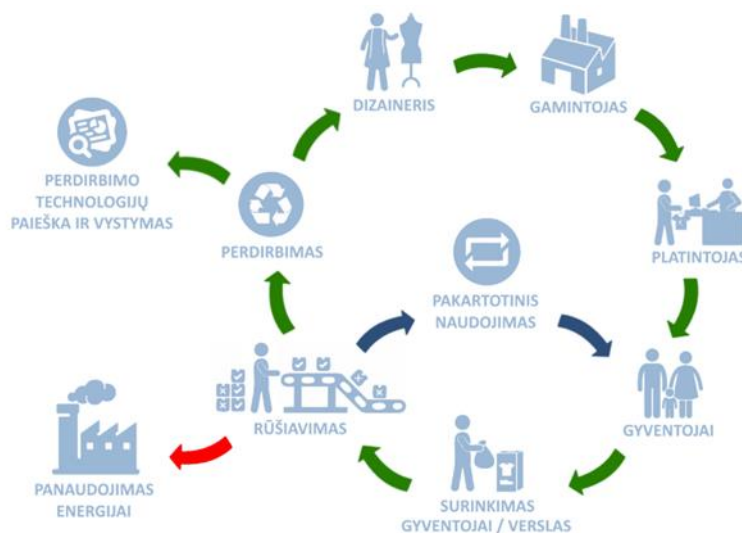 DIZAINERIS
GAMINTOJAS
PERDIRBIMO
TECHNOLOGIJŲ
PAIEŠKA IR VYSTYMAS
PERDIRBIMAS
PLATINTOJAS
PAKARTOTINIS
NAUDOJIMAS
RŪŠIAVIMAS
GYVENTOJAI
PANAUDOJIMAS
ENERGIJAI
SURINKIMAS
GYVENTOJAI / VERSLAS